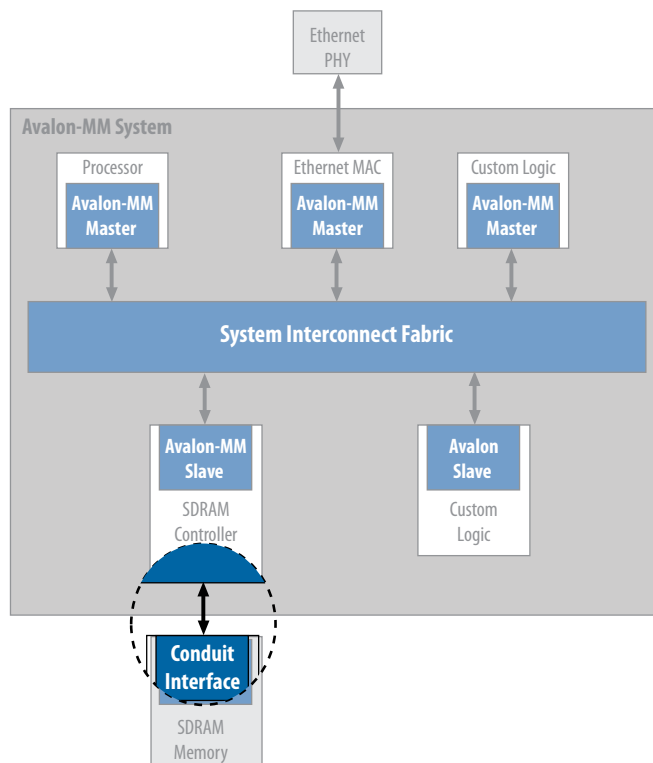 Ethernet
PHY
Avalon-MM System
Processor
Avalon-MM
Master
Ethernet MAC
Avalon-MM
Master
Custom Logic
Avalon-MM
Master
System Interconnect Fabric
Avalon-MM
Slave
SDRAM
Controller
Avalon
Slave
Custom
Logic
Conduit
Interface
SDRAM
Memory